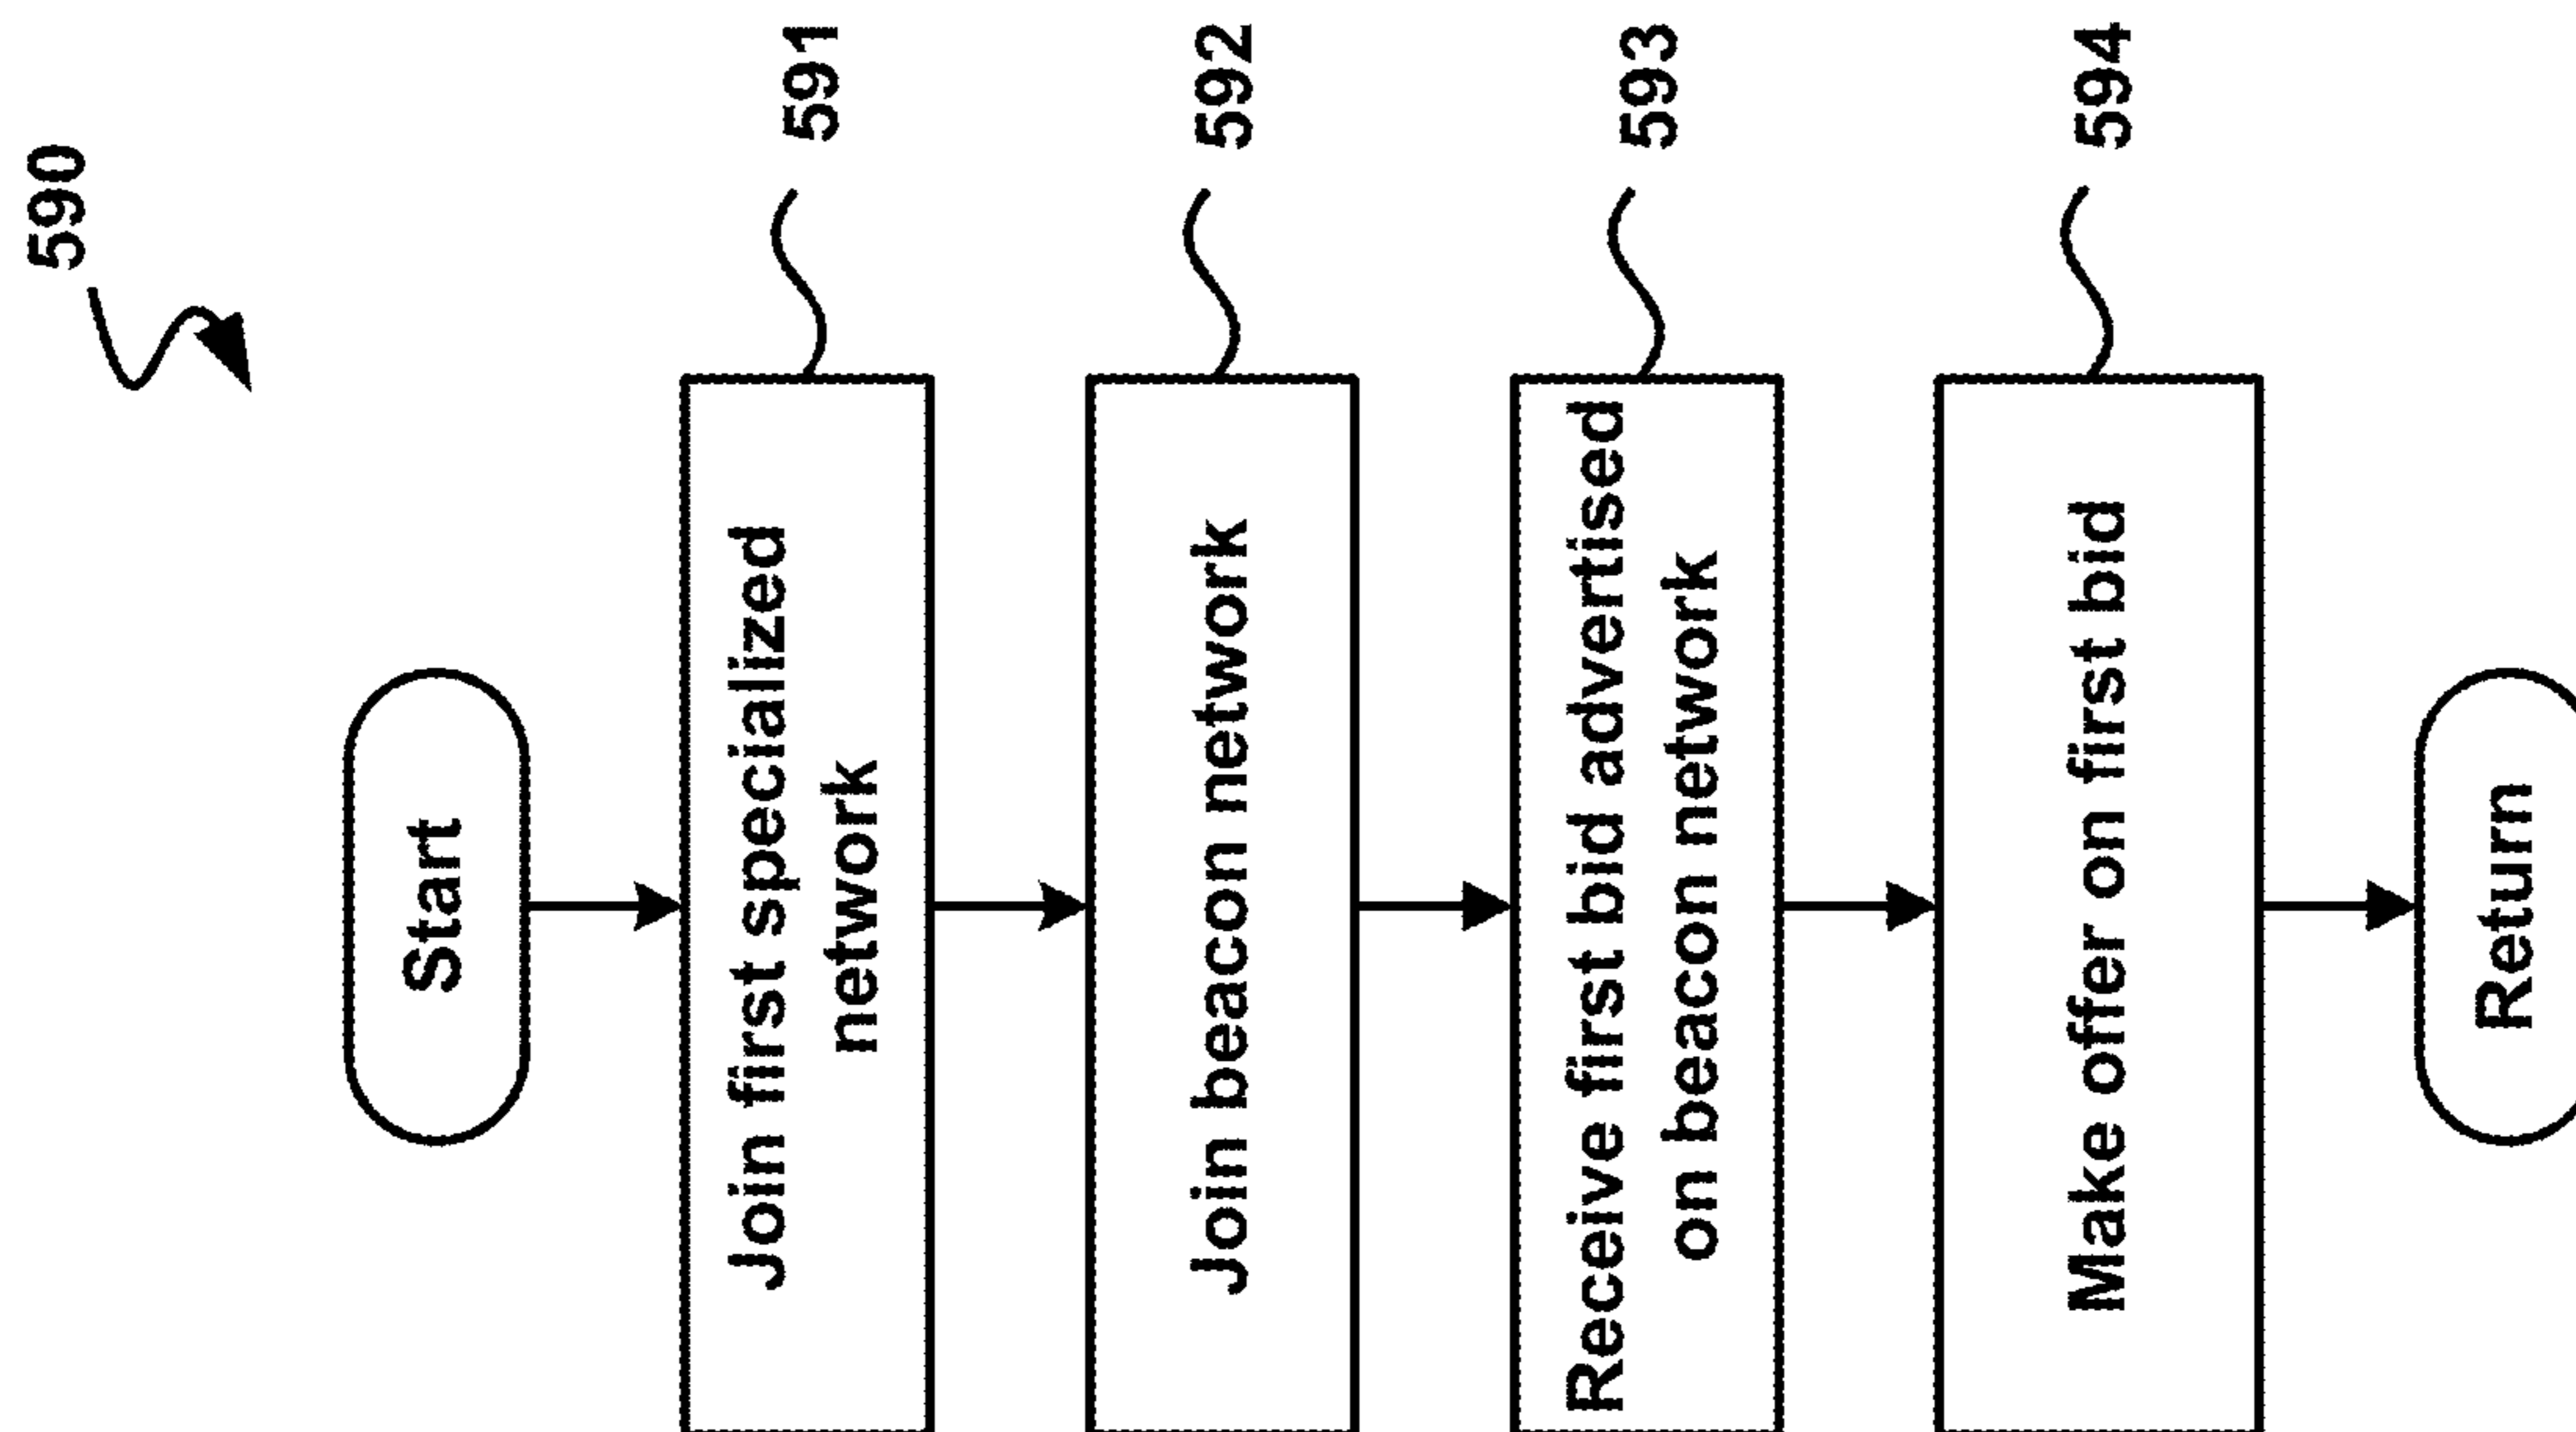 590
Start
Join first specialized
network
591
Join beacon network
592
Receive first bid advertised
on beacon network
593
Make offer on first bid
594
Return